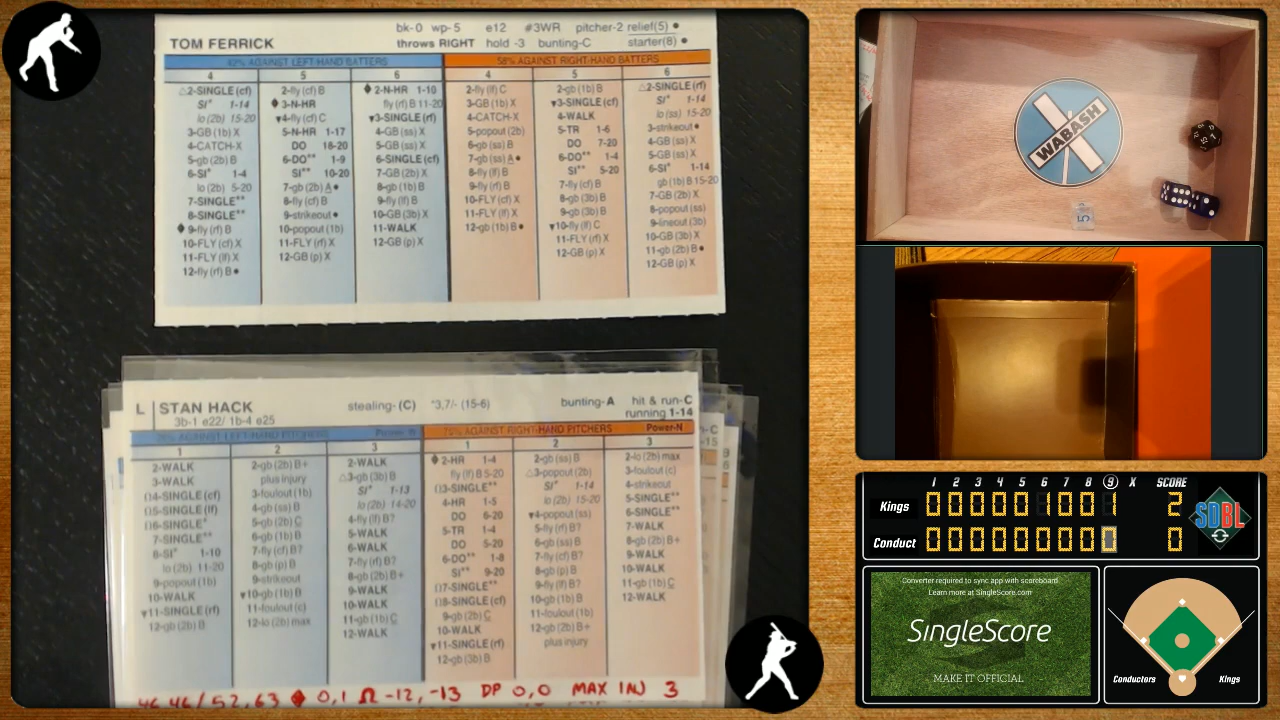 bk-0 wp-5 e12 #3WR pitcher-2 relief(5) •
TOM FERRICK throws RIGHT hold -3 bunting-C starter(8) •
42% AGAINST LEFT-HAND BATTERS 58% AGAINST RIGHT-HAND BATTERS
4 5 6 4 5 6
△2-SINGLE (cf)
SI* 1-14
lo (2b) 15-20
3-GB (1b) X
4-CATCH-X
5-gb (2b) B
6-SI* 1-4
lo (2b) 5-20
7-SINGLE**
8-SINGLE**
♦ 9-fly (rf) B
10-FLY (cf) X
11-FLY (lf) X
12-fly (rf) B •
2-fly (cf) B
♦ 3-N-HR
▼4-fly (cf) C
5-N-HR 1-17
DO 18-20
6-DO** 1-9
SI** 10-20
7-gb (2b) A •
8-fly (cf) B
9-strikeout •
10-popout (1b)
11-FLY (rf) X
12-GB (p) X
♦ 2-N-HR 1-10
fly (rf) B 11-20
▼3-SINGLE (rf)
4-GB (ss) X
5-GB (ss) X
6-SINGLE (cf)
7-GB (2b) X
8-gb (1b) B
9-fly (lf) B
10-GB (3b) X
11-WALK
12-GB (p) X
2-fly (lf) C
3-GB (1b) X
4-CATCH-X
5-popout (2b)
6-gb (ss) B
7-gb (ss) A •
8-fly (lf) B
9-fly (rf) B
10-FLY (cf) X
11-FLY (lf) X
12-gb (1b) B •
2-gb (1b) B
▼3-SINGLE (cf)
4-WALK
5-TR 1-6
DO 7-20
6-DO** 1-4
SI** 5-20
7-fly (cf) B
8-gb (3b) B
9-gb (3b) B
▼10-fly (lf) C
11-FLY (rf) X
12-GB (p) X
△2-SINGLE (rf)
SI* 1-14
lo (ss) 15-20
3-strikeout •
4-GB (ss) X
5-GB (ss) X
6-SI* 1-14
gb (1b) B 15-20
7-GB (2b) X
8-popout (ss)
9-lineout (3b)
10-GB (3b) X
11-gb (2b) B •
12-GB (p) X
L STAN HACK stealing- (C) *3,7/- (15-6) bunting-A hit & run-C
3b-1 e22/ 1b-4 e25 running 1-14
AGAINST LEFT-HAND PITCHERS AGAINST RIGHT-HAND PITCHERS Power-N
1 2 3 1 2 3
2-WALK
3-WALK
4-SINGLE (cf)
5-SINGLE (lf)
6-SINGLE*
7-SINGLE**
8-SI* 1-10
lo (2b) 11-20
9-popout (1b)
10-WALK
▼11-SINGLE (rf)
12-gb (2b) B
2-gb (2b) B+
plus injury
3-foulout (1b)
4-gb (ss) B
5-gb (2b) C
6-gb (1b) C
7-fly (cf) B?
8-gb (p) B
9-strikeout
▼10-gb (1b) B
11-foulout (c)
12-lo (2b) max
2-WALK
△3-gb (3b) B
SI* 1-13
lo (2b) 14-20
4-fly (lf) B?
5-WALK
6-WALK
7-fly (rf) B?
8-gb (2b) B+
9-WALK
10-WALK
11-gb (1b) C
12-WALK
♦ 2-HR 1-4
fly (lf) B 5-20
3-SINGLE**
4-HR 1-5
DO 6-20
5-TR 1-4
DO 5-20
6-DO** 1-8
SI** 9-20
7-SINGLE**
8-SINGLE (cf)
9-gb (2b) C
10-WALK
▼11-SINGLE (rf)
12-gb (3b) B
2-gb (ss) B
△3-popout (2b)
SI* 1-14
lo (2b) 15-20
▼4-popout (ss)
5-fly (rf) B?
6-gb (ss) B
7-fly (cf) B?
8-gb (p) B
9-fly (lf) B
10-gb (1b) B
11-foulout (1b)
12-gb (2b) B+
plus injury
2-lo (2b) max
3-foulout (c)
4-strikeout
5-SINGLE**
6-SINGLE**
7-WALK
8-gb (2b) B+
9-WALK
10-WALK
11-gb (1b) C
12-WALK
46 46 / 52, 63 ♦ 0,1 Ω -12, -13 DP 0,0 MAX INJ 3
WABASH
1 2 3 4 5 6 7 8 9 X SCORE
Kings 0 0 0 0 0 1 0 0 1 2
Conduct 0 0 0 0 0 0 0 0 0 0
SDBL
Converter required to sync app with scoreboard
Learn more at SingleScore.com
SingleScore
MAKE IT OFFICIAL
Conductors Kings